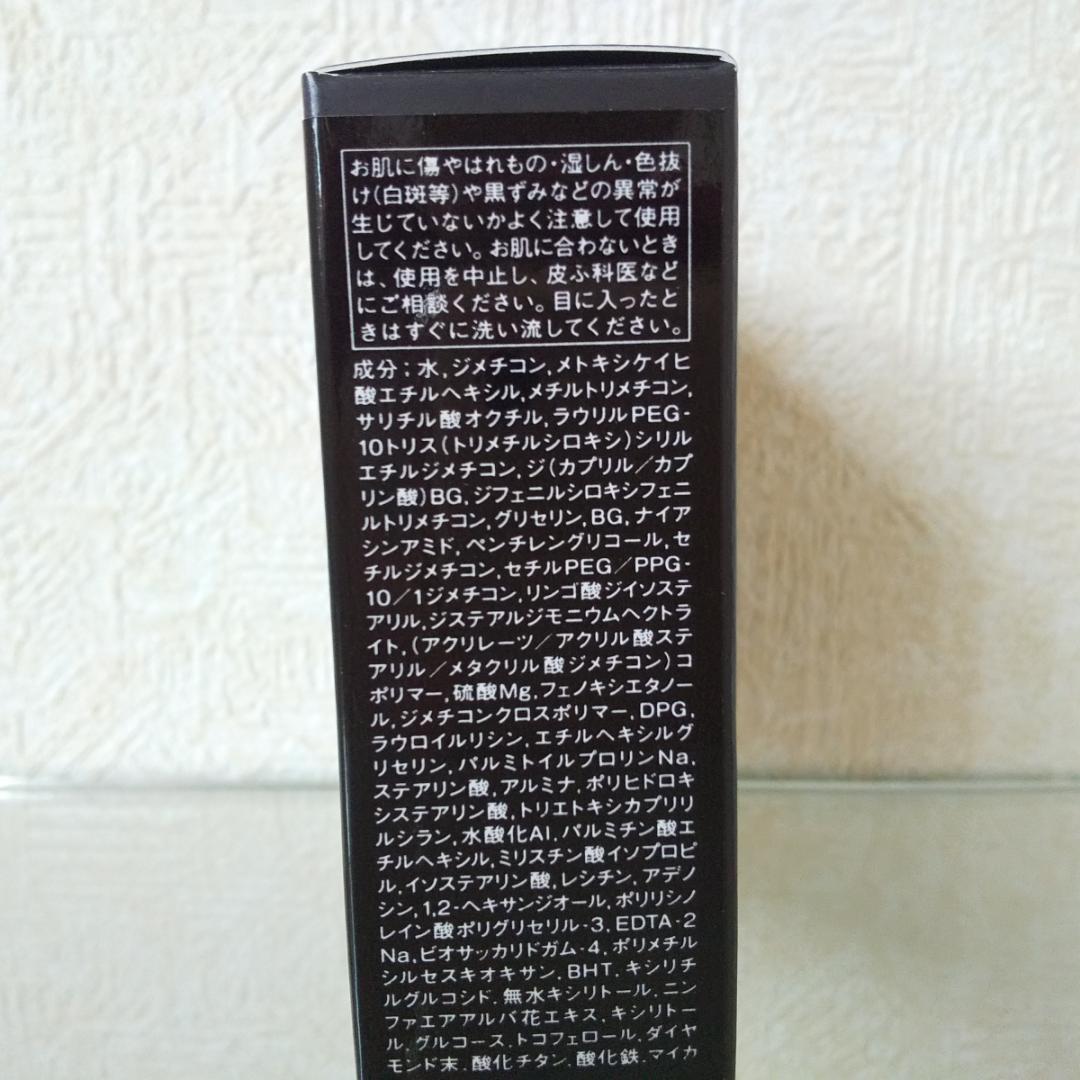 お肌に傷やはれもの・湿しん・色抜
け(白斑等)や黒ずみなどの異常が
生じていないかよく注意して使用
してください。お肌に合わないとき
は、使用を中止し、皮ふ科医など
にご相談ください。目に入ったと
きはすぐに洗い流してください。
成分：水,ジメチコン,メトキシケイヒ
酸エチルヘキシル,メチルトリメチコン,
サリチル酸オクチル,ラウリルPEG-
10トリス(トリメチルシロキシ)シリル
エチルジメチコン,ジ(カプリル／カプ
リン酸)BG,ジフェニルシロキシフェニ
ルトリメチコン,グリセリン,BG,ナイア
シンアミド,ペンチレングリコール,セ
チルジメチコン,セチルPEG／PPG-
10／1ジメチコン,リンゴ酸ジイソステ
アリル,ジステアルジモニウムヘクトラ
イト,(アクリレーツ／アクリル酸ステ
アリル／メタクリル酸ジメチコン)コ
ポリマー,硫酸Mg,フェノキシエタノー
ル,ジメチコンクロスポリマー,DPG,
ラウロイルリシン,エチルヘキシルグ
リセリン,パルミトイルプロリンNa,
ステアリン酸,アルミナ,ポリヒドロキ
システアリン酸,トリエトキシカプリリ
ルシラン,水酸化Al,パルミチン酸エ
チルヘキシル,ミリスチン酸イソプロピ
ル,イソステアリン酸,レシチン,アデノ
シン,1,2-ヘキサンジオール,ポリリシノ
レイン酸ポリグリセリル-3,EDTA-2
Na,ビオサッカリドガム-4,ポリメチル
シルセスキオキサン,BHT,キシリチ
ルグルコシド,無水キシリトール,ニン
ファエアアルバ花エキス,キシリトー
ル,グルコース,トコフェロール,ダイヤ
モンド末,酸化チタン,酸化鉄,マイカ